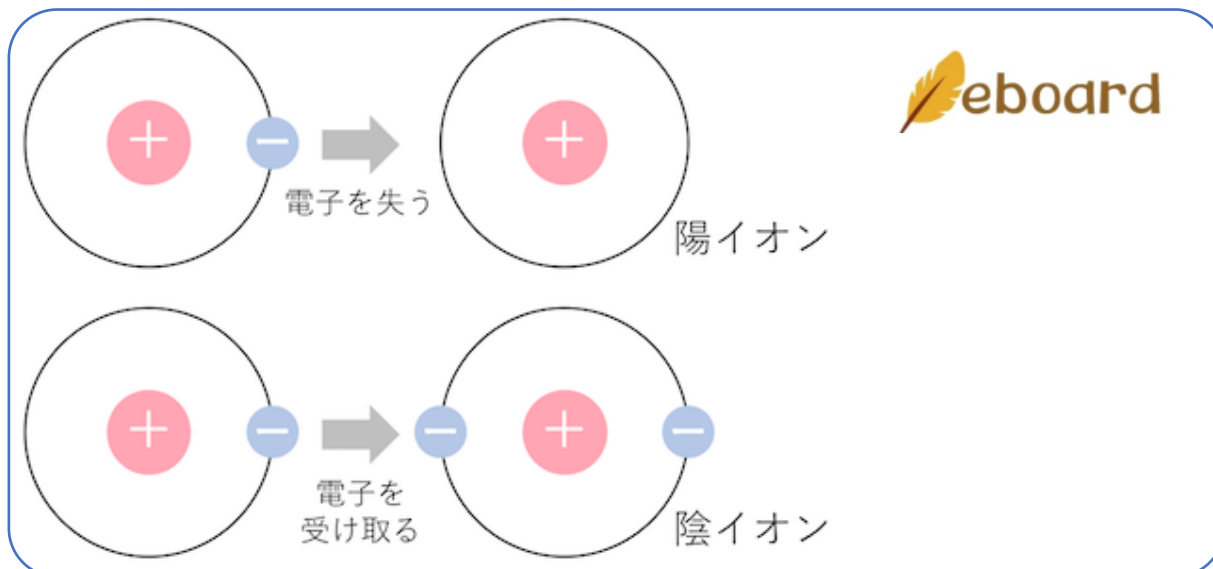 eboard
電子を失う
陽イオン
電子を
受け取る
陰イオン